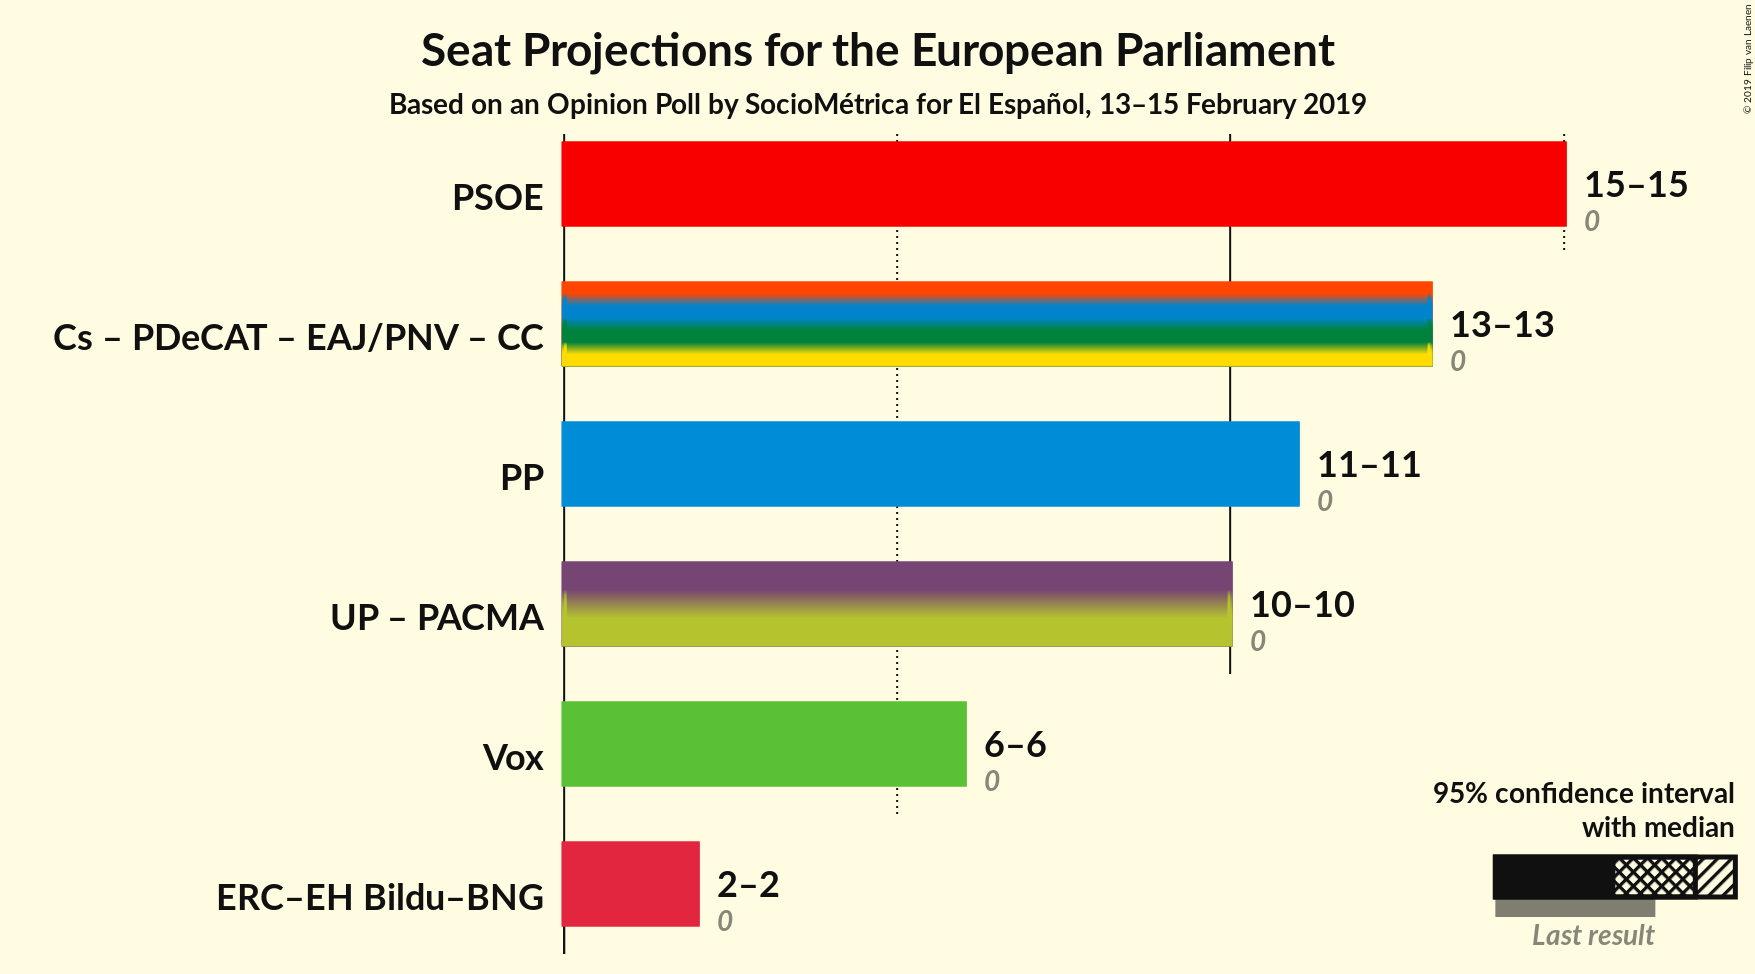 Seat Projections for the European Parliament
Based on an Opinion Poll by SocioMétrica for El Español, 13–15 February 2019
© 2019 Filip van Laenen
PSOE
15–15
0
Cs – PDeCAT – EAJ/PNV – CC
13–13
0
PP
11–11
0
UP – PACMA
10–10
0
Vox
6–6
0
ERC–EH Bildu–BNG
2–2
0
95% confidence interval
with median
Last result